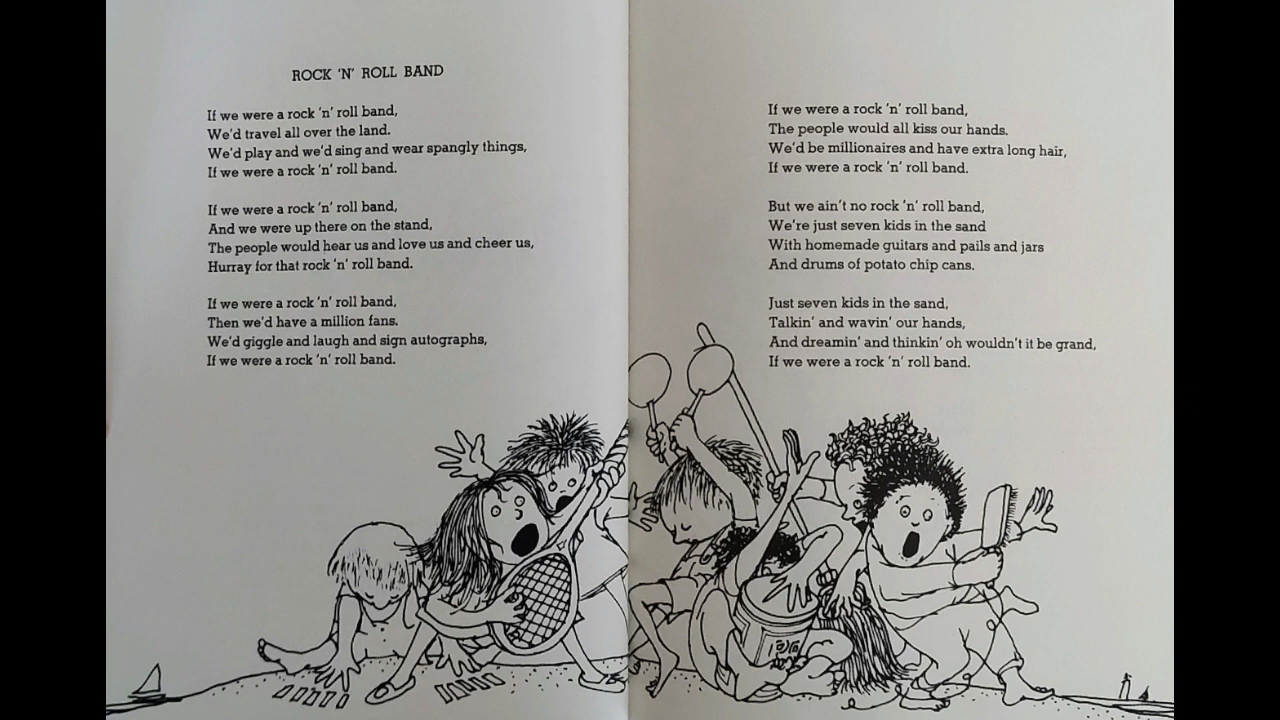 ROCK 'N' ROLL BAND
If we were a rock 'n' roll band,
We'd travel all over the land.
We'd play and we'd sing and wear spangly things,
If we were a rock 'n' roll band.
If we were a rock 'n' roll band,
And we were up there on the stand,
The people would hear us and love us and cheer us,
Hurray for that rock 'n' roll band.
If we were a rock 'n' roll band,
Then we'd have a million fans.
We'd giggle and laugh and sign autographs,
If we were a rock 'n' roll band.
If we were a rock 'n' roll band,
The people would all kiss our hands.
We'd be millionaires and have extra long hair,
If we were a rock 'n' roll band.
But we ain't no rock 'n' roll band,
We're just seven kids in the sand
With homemade guitars and pails and jars
And drums of potato chip cans.
Just seven kids in the sand,
Talkin' and wavin' our hands,
And dreamin' and thinkin' oh wouldn't it be grand,
If we were a rock 'n' roll band.